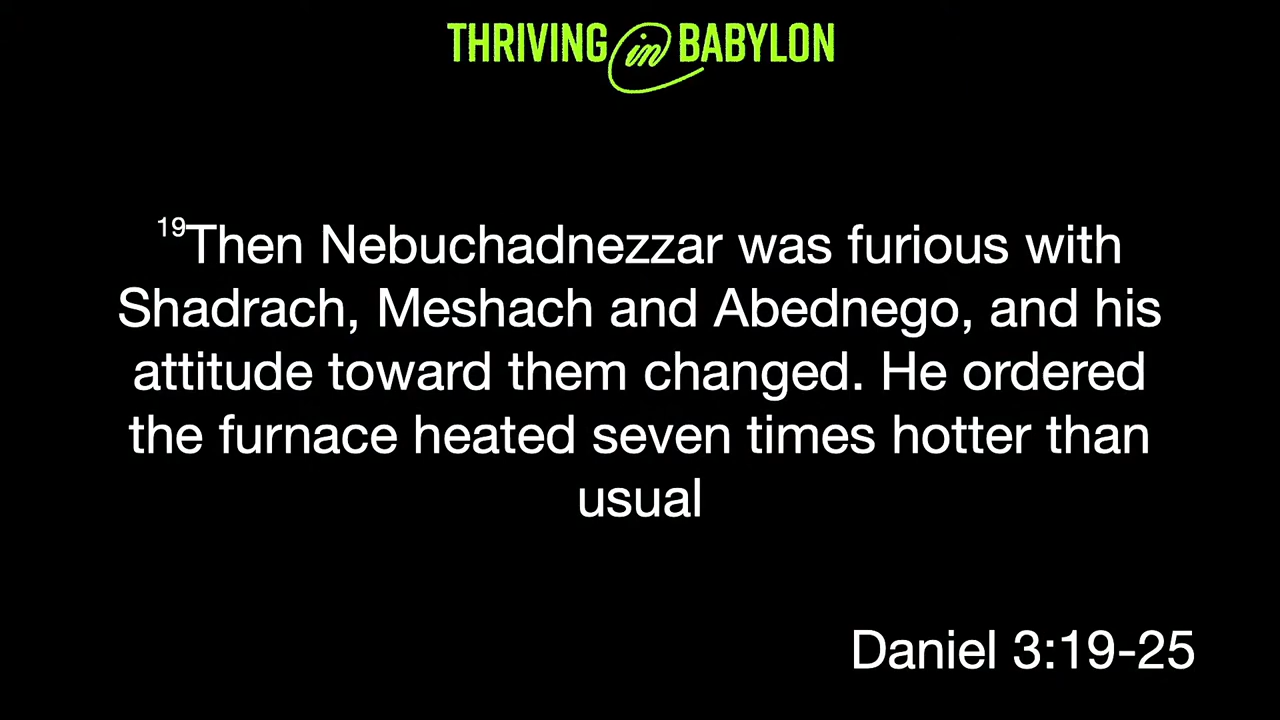 THRIVING in BABYLON
19Then Nebuchadnezzar was furious with
Shadrach, Meshach and Abednego, and his
attitude toward them changed. He ordered
the furnace heated seven times hotter than
usual
Daniel 3:19-25